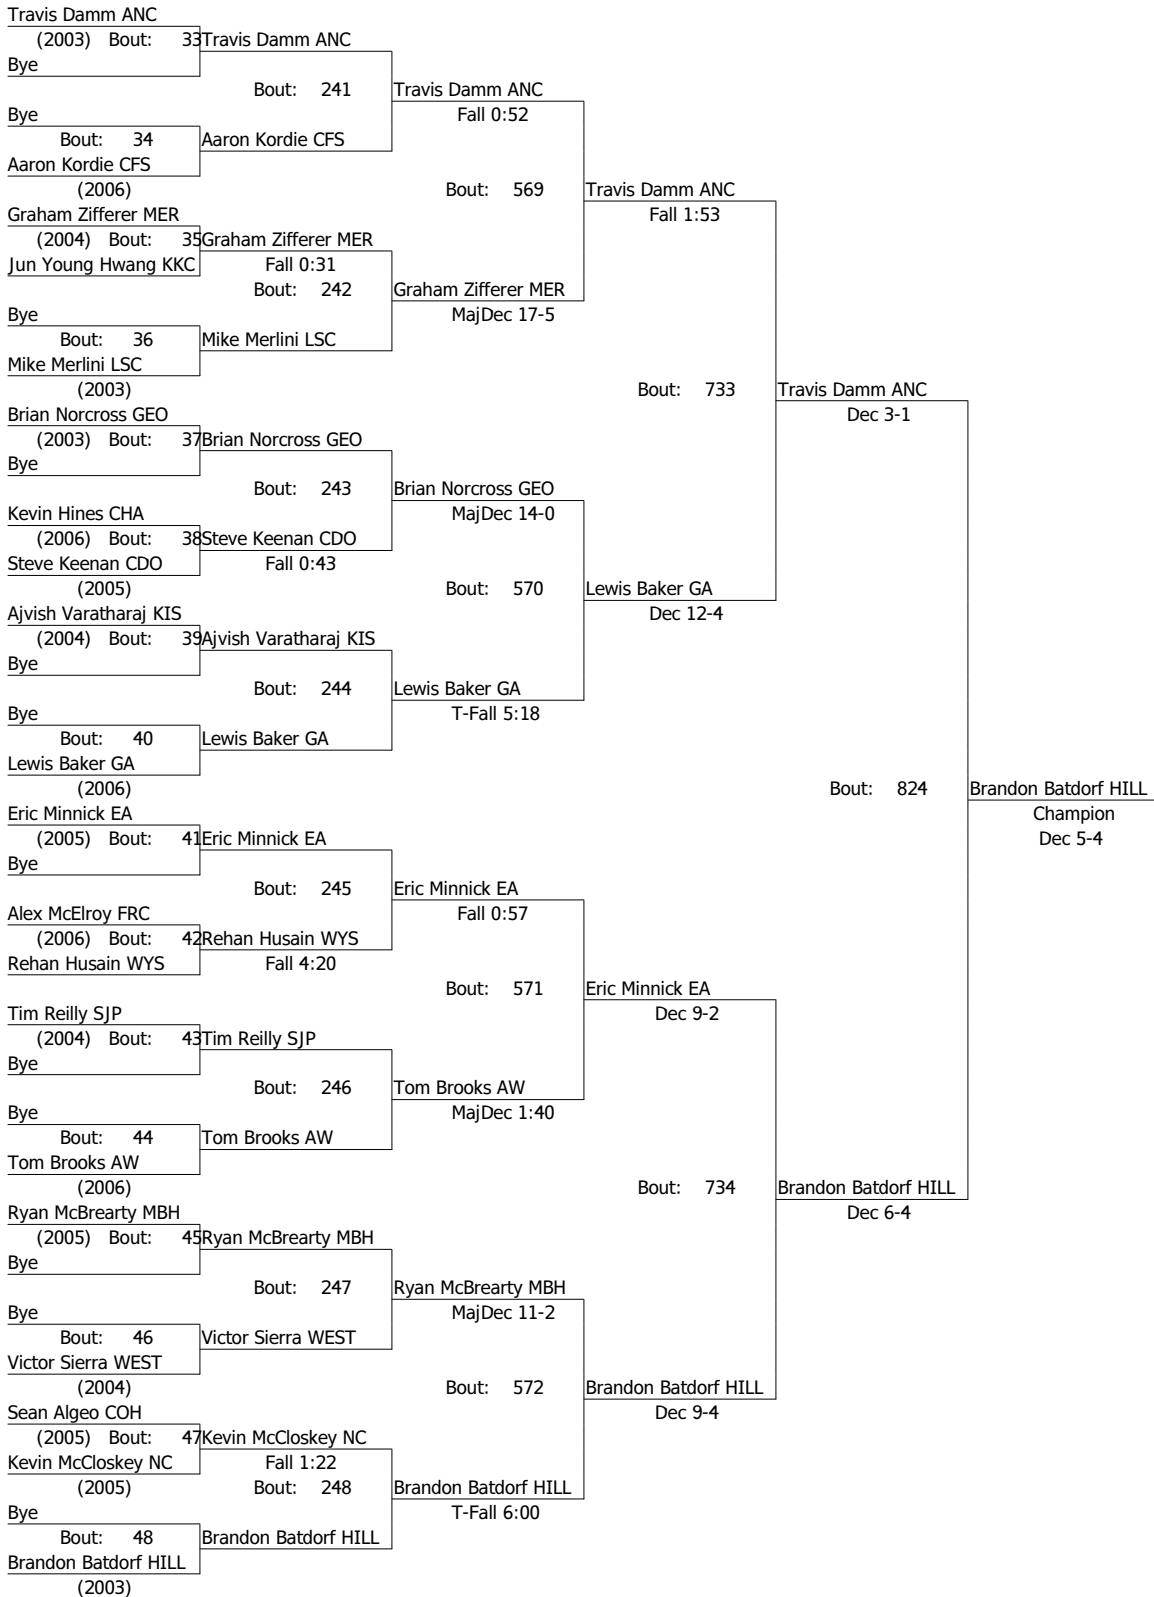 Travis Damm ANC
(2003) Bout: 33 Travis Damm ANC
Bye
Bout: 241 Travis Damm ANC
Bye Fall 0:52
Bout: 34 Aaron Kordie CFS
Aaron Kordie CFS
(2006) Bout: 569 Travis Damm ANC
Graham Zifferer MER Fall 1:53
(2004) Bout: 35 Graham Zifferer MER
Jun Young Hwang KKC Fall 0:31
Bout: 242 Graham Zifferer MER
Bye MajDec 17-5
Bout: 36 Mike Merlini LSC
Mike Merlini LSC
(2003) Bout: 733 Travis Damm ANC
Brian Norcross GEO Dec 3-1
(2003) Bout: 37 Brian Norcross GEO
Bye
Bout: 243 Brian Norcross GEO
Kevin Hines CHA MajDec 14-0
(2006) Bout: 38 Steve Keenan CDO
Steve Keenan CDO Fall 0:43
(2005) Bout: 570 Lewis Baker GA
Ajvish Varatharaj KIS Dec 12-4
(2004) Bout: 39 Ajvish Varatharaj KIS
Bye
Bout: 244 Lewis Baker GA
Bye T-Fall 5:18
Bout: 40 Lewis Baker GA
Lewis Baker GA
(2006) Bout: 824 Brandon Batdorf HILL
Eric Minnick EA Champion
(2005) Bout: 41 Eric Minnick EA Dec 5-4
Bye
Bout: 245 Eric Minnick EA
Alex McElroy FRC Fall 0:57
(2006) Bout: 42 Rehan Husain WYS
Rehan Husain WYS Fall 4:20
Bout: 571 Eric Minnick EA
Tim Reilly SJP Dec 9-2
(2004) Bout: 43 Tim Reilly SJP
Bye
Bout: 246 Tom Brooks AW
Bye MajDec 1:40
Bout: 44 Tom Brooks AW
Tom Brooks AW
(2006) Bout: 734 Brandon Batdorf HILL
Ryan McBrearty MBH Dec 6-4
(2005) Bout: 45 Ryan McBrearty MBH
Bye
Bout: 247 Ryan McBrearty MBH
Bye MajDec 11-2
Bout: 46 Victor Sierra WEST
Victor Sierra WEST
(2004) Bout: 572 Brandon Batdorf HILL
Sean Algeo COH Dec 9-4
(2005) Bout: 47 Kevin McCloskey NC
Kevin McCloskey NC Fall 1:22
(2005) Bout: 248 Brandon Batdorf HILL
Bye T-Fall 6:00
Bout: 48 Brandon Batdorf HILL
Brandon Batdorf HILL
(2003)